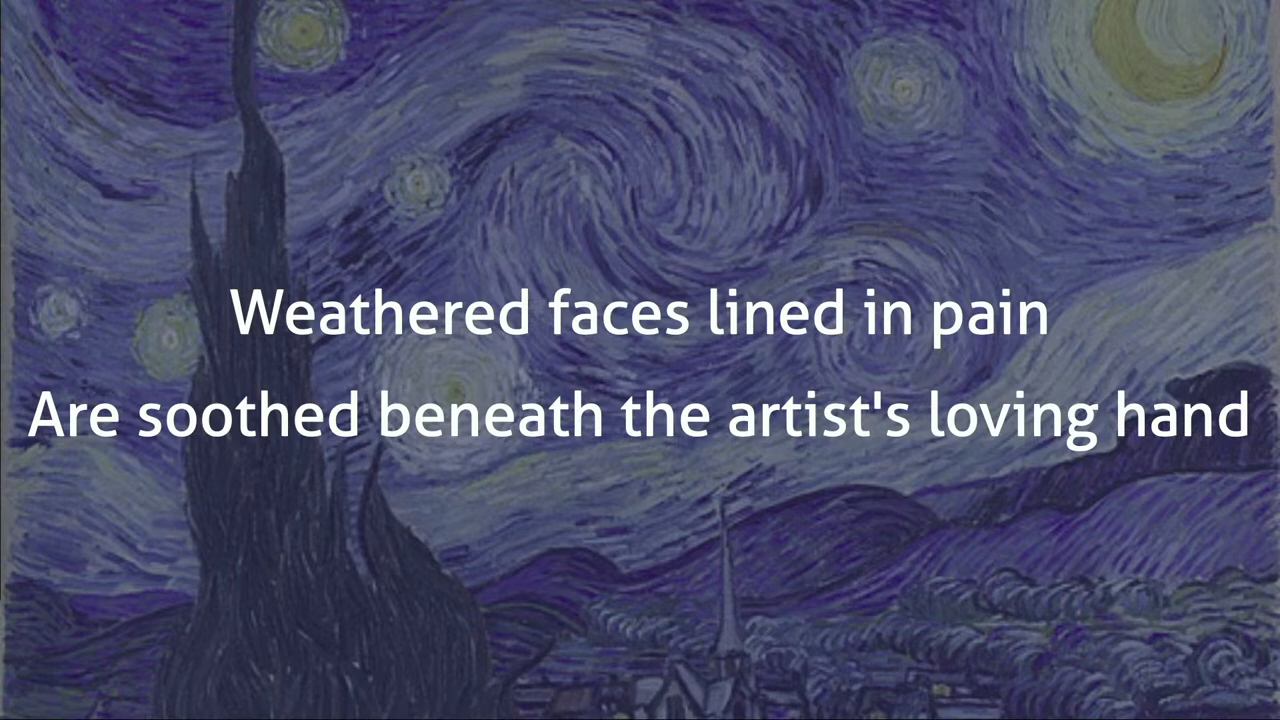 Weathered faces lined in pain
Are soothed beneath the artist's loving hand